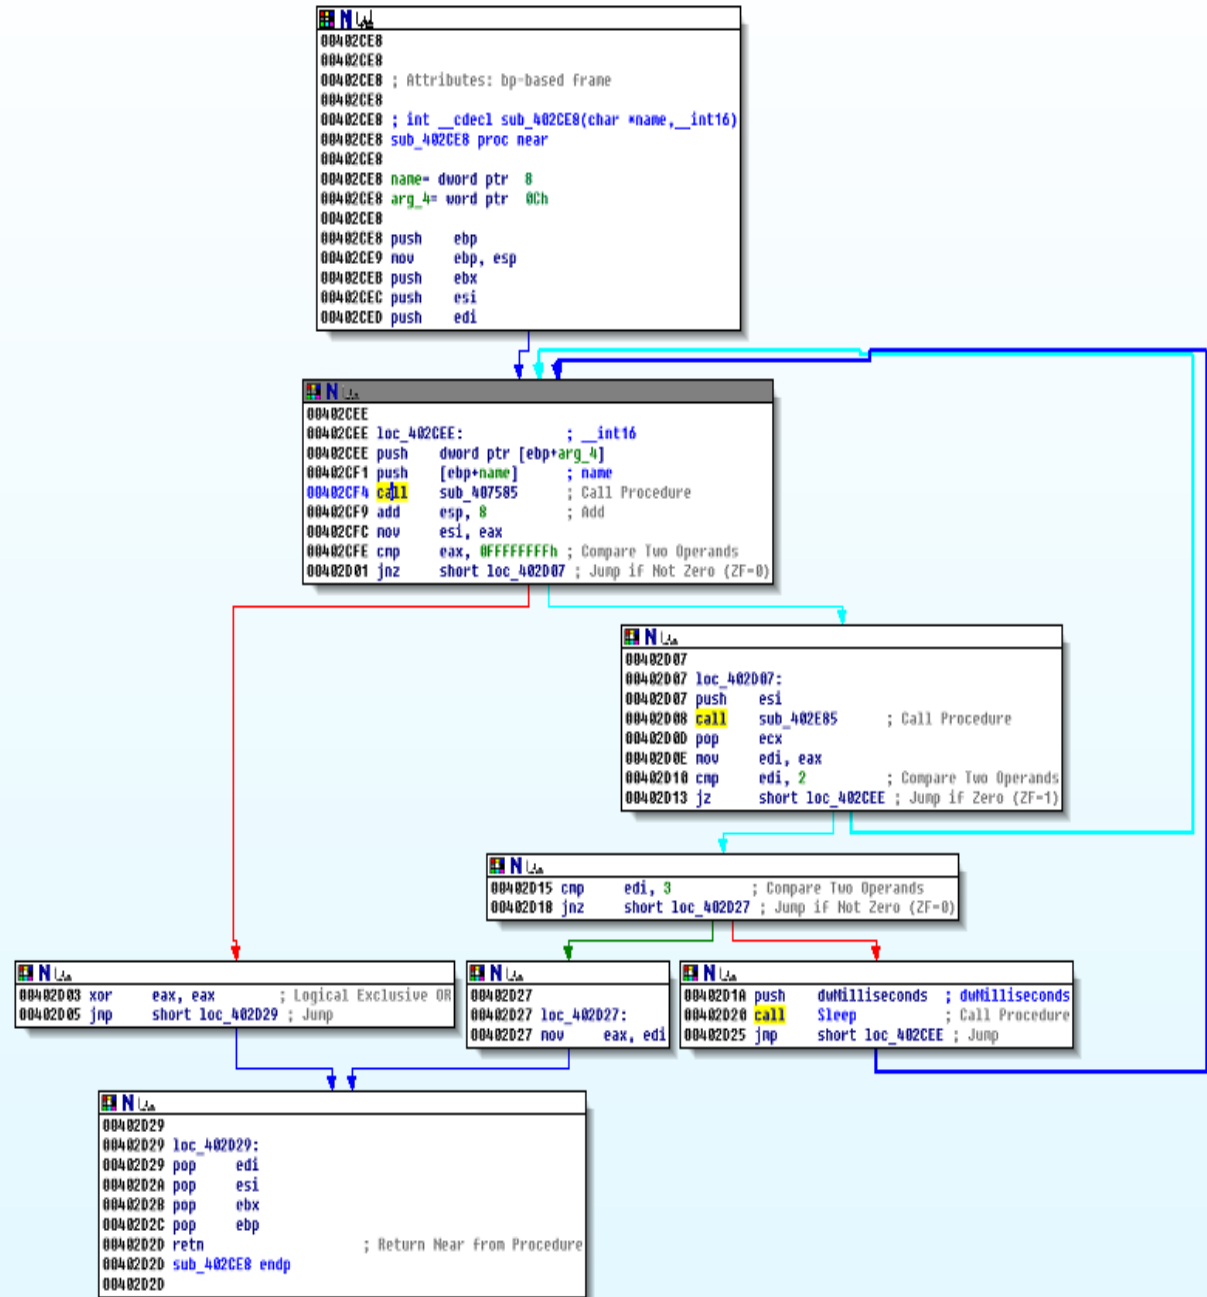 00402CE8
00402CE8
00402CE8 ; Attributes: bp-based frame
00402CE8
00402CE8 ; int __cdecl sub_402CE8(char *name,__int16)
00402CE8 sub_402CE8 proc near
00402CE8
00402CE8 name= dword ptr  8
00402CE8 arg_4= word ptr  0Ch
00402CE8
00402CE8 push    ebp
00402CE9 mov     ebp, esp
00402CEB push    ebx
00402CEC push    esi
00402CED push    edi
00402CEE
00402CEE loc_402CEE:             ; __int16
00402CEE push    dword ptr [ebp+arg_4]
00402CF1 push    [ebp+name]      ; name
00402CF4 call    sub_407585      ; Call Procedure
00402CF9 add     esp, 8          ; Add
00402CFC mov     esi, eax
00402CFE cmp     eax, 0FFFFFFFFh ; Compare Two Operands
00402D01 jnz     short loc_402D07 ; Jump if Not Zero (ZF=0)
00402D07
00402D07 loc_402D07:
00402D07 push    esi
00402D08 call    sub_402E85      ; Call Procedure
00402D0D pop     ecx
00402D0E mov     edi, eax
00402D10 cmp     edi, 2          ; Compare Two Operands
00402D13 jz      short loc_402CEE ; Jump if Zero (ZF=1)
00402D15 cmp     edi, 3          ; Compare Two Operands
00402D18 jnz     short loc_402D27 ; Jump if Not Zero (ZF=0)
00402D03 xor     eax, eax        ; Logical Exclusive OR
00402D05 jmp     short loc_402D29 ; Jump
00402D27
00402D27 loc_402D27:
00402D27 mov     eax, edi
00402D1A push    dwMilliseconds  ; dwMilliseconds
00402D20 call    Sleep           ; Call Procedure
00402D25 jmp     short loc_402CEE ; Jump
00402D29
00402D29 loc_402D29:
00402D29 pop     edi
00402D2A pop     esi
00402D2B pop     ebx
00402D2C pop     ebp
00402D2D retn                    ; Return Near from Procedure
00402D2D sub_402CE8 endp
00402D2D